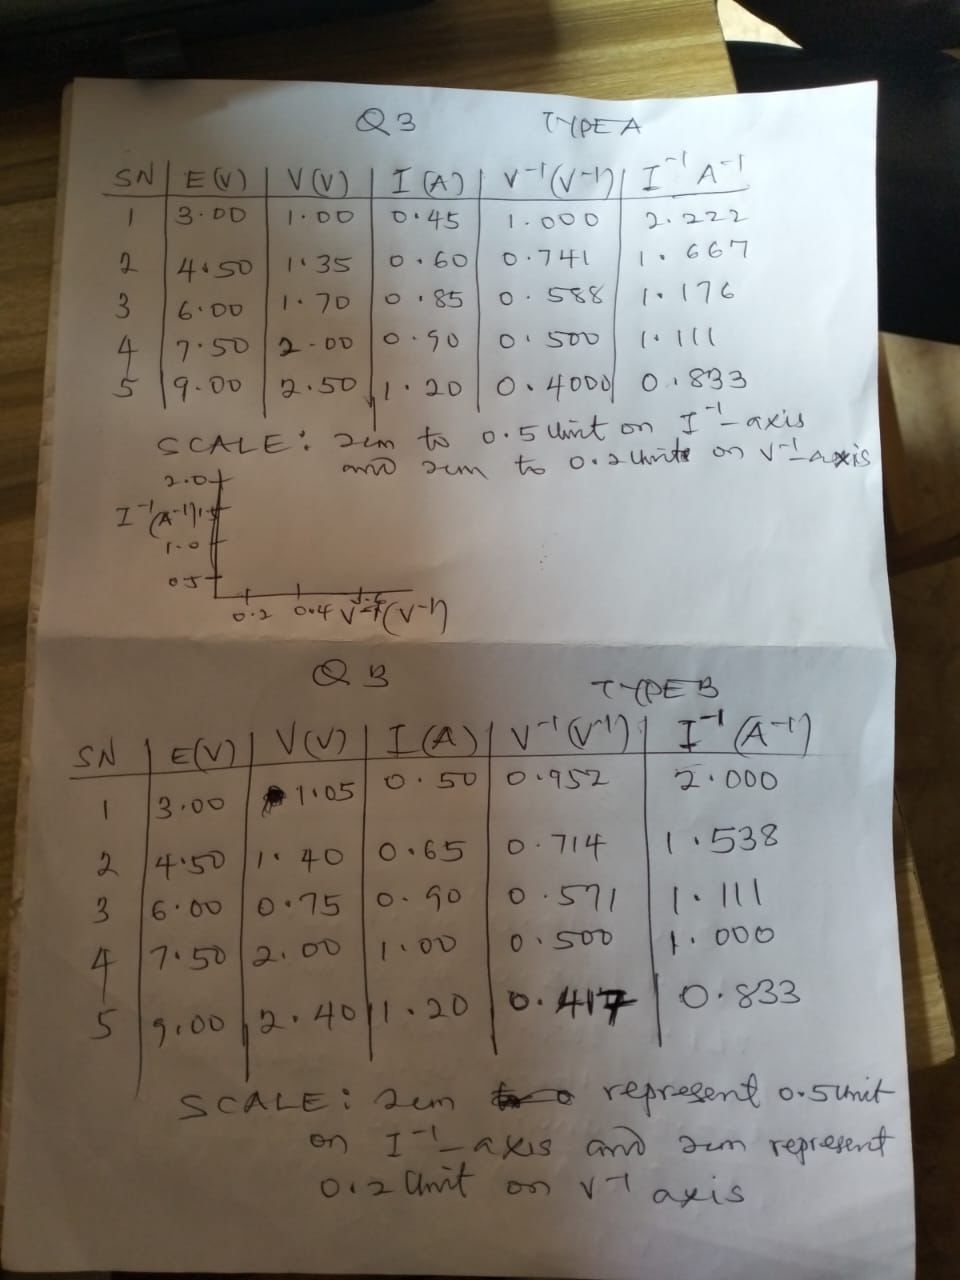 Q3 TYPE A
SN E(V) V(V) I(A) V⁻¹(V⁻¹) I⁻¹ A⁻¹
1 3.00 1.00 0.45 1.000 2.222
2 4.50 1.35 0.60 0.741 1.667
3 6.00 1.70 0.85 0.588 1.176
4 7.50 2.00 0.90 0.500 1.111
5 9.00 2.50 1.20 0.4000 0.833
SCALE: 2cm to 0.5 Unit on I⁻¹-axis
and 2cm to 0.2 Units on V⁻¹-axis
2.0
I⁻¹(A⁻¹)
1.0
0.5
0.2 0.4 V⁻¹(V⁻¹)
Q3 TYPE B
SN E(V) V(V) I(A) V⁻¹(V⁻¹) I⁻¹(A⁻¹)
1 3.00 1.05 0.50 0.952 2.000
2 4.50 1.40 0.65 0.714 1.538
3 6.00 0.75 0.90 0.571 1.111
4 7.50 2.00 1.00 0.500 1.000
5 9.00 2.40 1.20 0.417 0.833
SCALE: 2cm represent 0.5 Unit
on I⁻¹-axis and 2cm represent
0.2 Unit on V⁻¹ axis